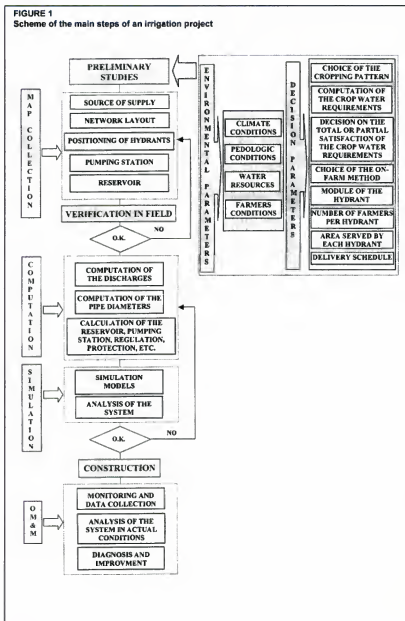 FIGURE 1
Scheme of the main steps of an irrigation project
PRELIMINARY
STUDIES
MAP COLLECTION
SOURCE OF SUPPLY
NETWORK LAYOUT
POSITIONING OF HYDRANTS
PUMPING STATION
RESERVOIR
VERIFICATION IN FIELD
O.K.
NO
COMPUTATION
COMPUTATION OF
THE DISCHARGES
COMPUTATION OF THE
PIPE DIAMETERS
CALCULATION OF THE
RESERVOIR, PUMPING
STATION, REGULATION,
PROTECTION, ETC.
SIMULATION
SIMULATION
MODELS
ANALYSIS OF THE
SYSTEM
O.K.
NO
CONSTRUCTION
OM&M
MONITORING AND
DATA COLLECTION
ANALYSIS OF THE
SYSTEM IN ACTUAL
CONDITIONS
DIAGNOSIS AND
IMPROVMENT
ENVIRONMENTAL PARAMETERS
CLIMATE
CONDITIONS
PEDOLOGIC
CONDITIONS
WATER
RESOURCES
FARMERS
CONDITIONS
DECISION PARAMETERS
CHOICE OF THE
CROPPING PATTERN
COMPUTATION OF
THE CROP WATER
REQUIREMENTS
DECISION ON THE
TOTAL OR PARTIAL
SATISFACTION OF
THE CROP WATER
REQUIREMENTS
CHOICE OF THE ON-
FARM METHOD
MODULE OF THE
HYDRANT
NUMBER OF FARMERS
PER HYDRANT
AREA SERVED BY
EACH HYDRANT
DELIVERY SCHEDULE